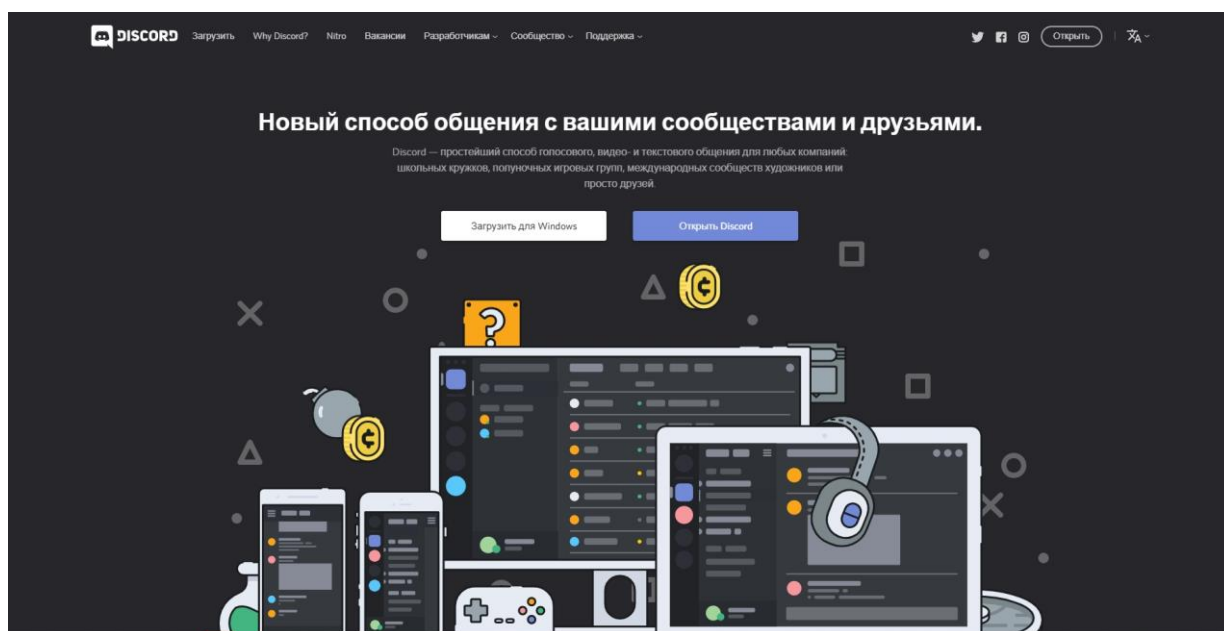 DISCORD Загрузить Why Discord? Nitro Вакансии Разработчикам Сообщество Поддержка Открыть
Новый способ общения с вашими сообществами и друзьями.
Discord — простейший способ голосового, видео- и текстового общения для любых компаний:
школьных кружков, полуночных игровых групп, международных сообществ художников или
просто друзей.
Загрузить для Windows Открыть Discord